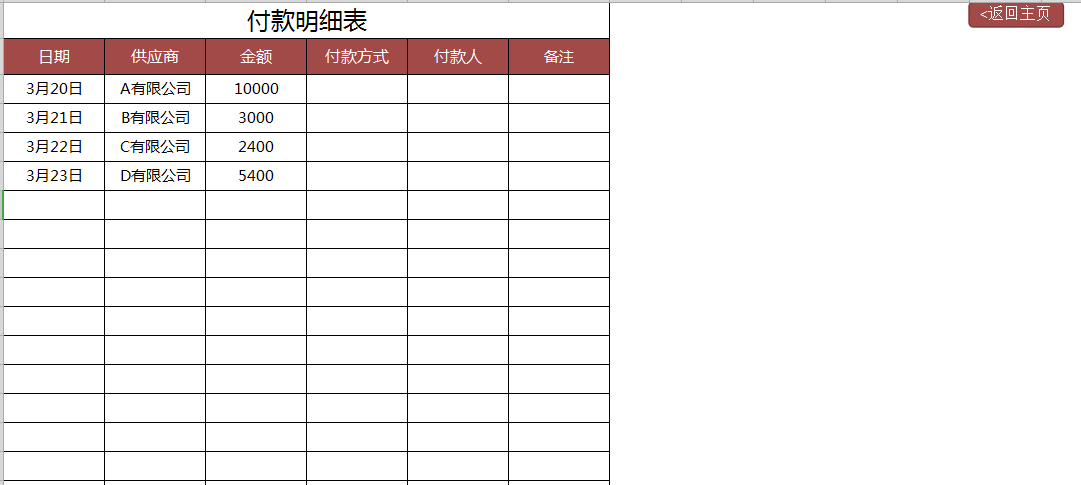 付款明细表
<返回主页
日期 供应商 金额 付款方式 付款人 备注
3月20日 A有限公司 10000
3月21日 B有限公司 3000
3月22日 C有限公司 2400
3月23日 D有限公司 5400